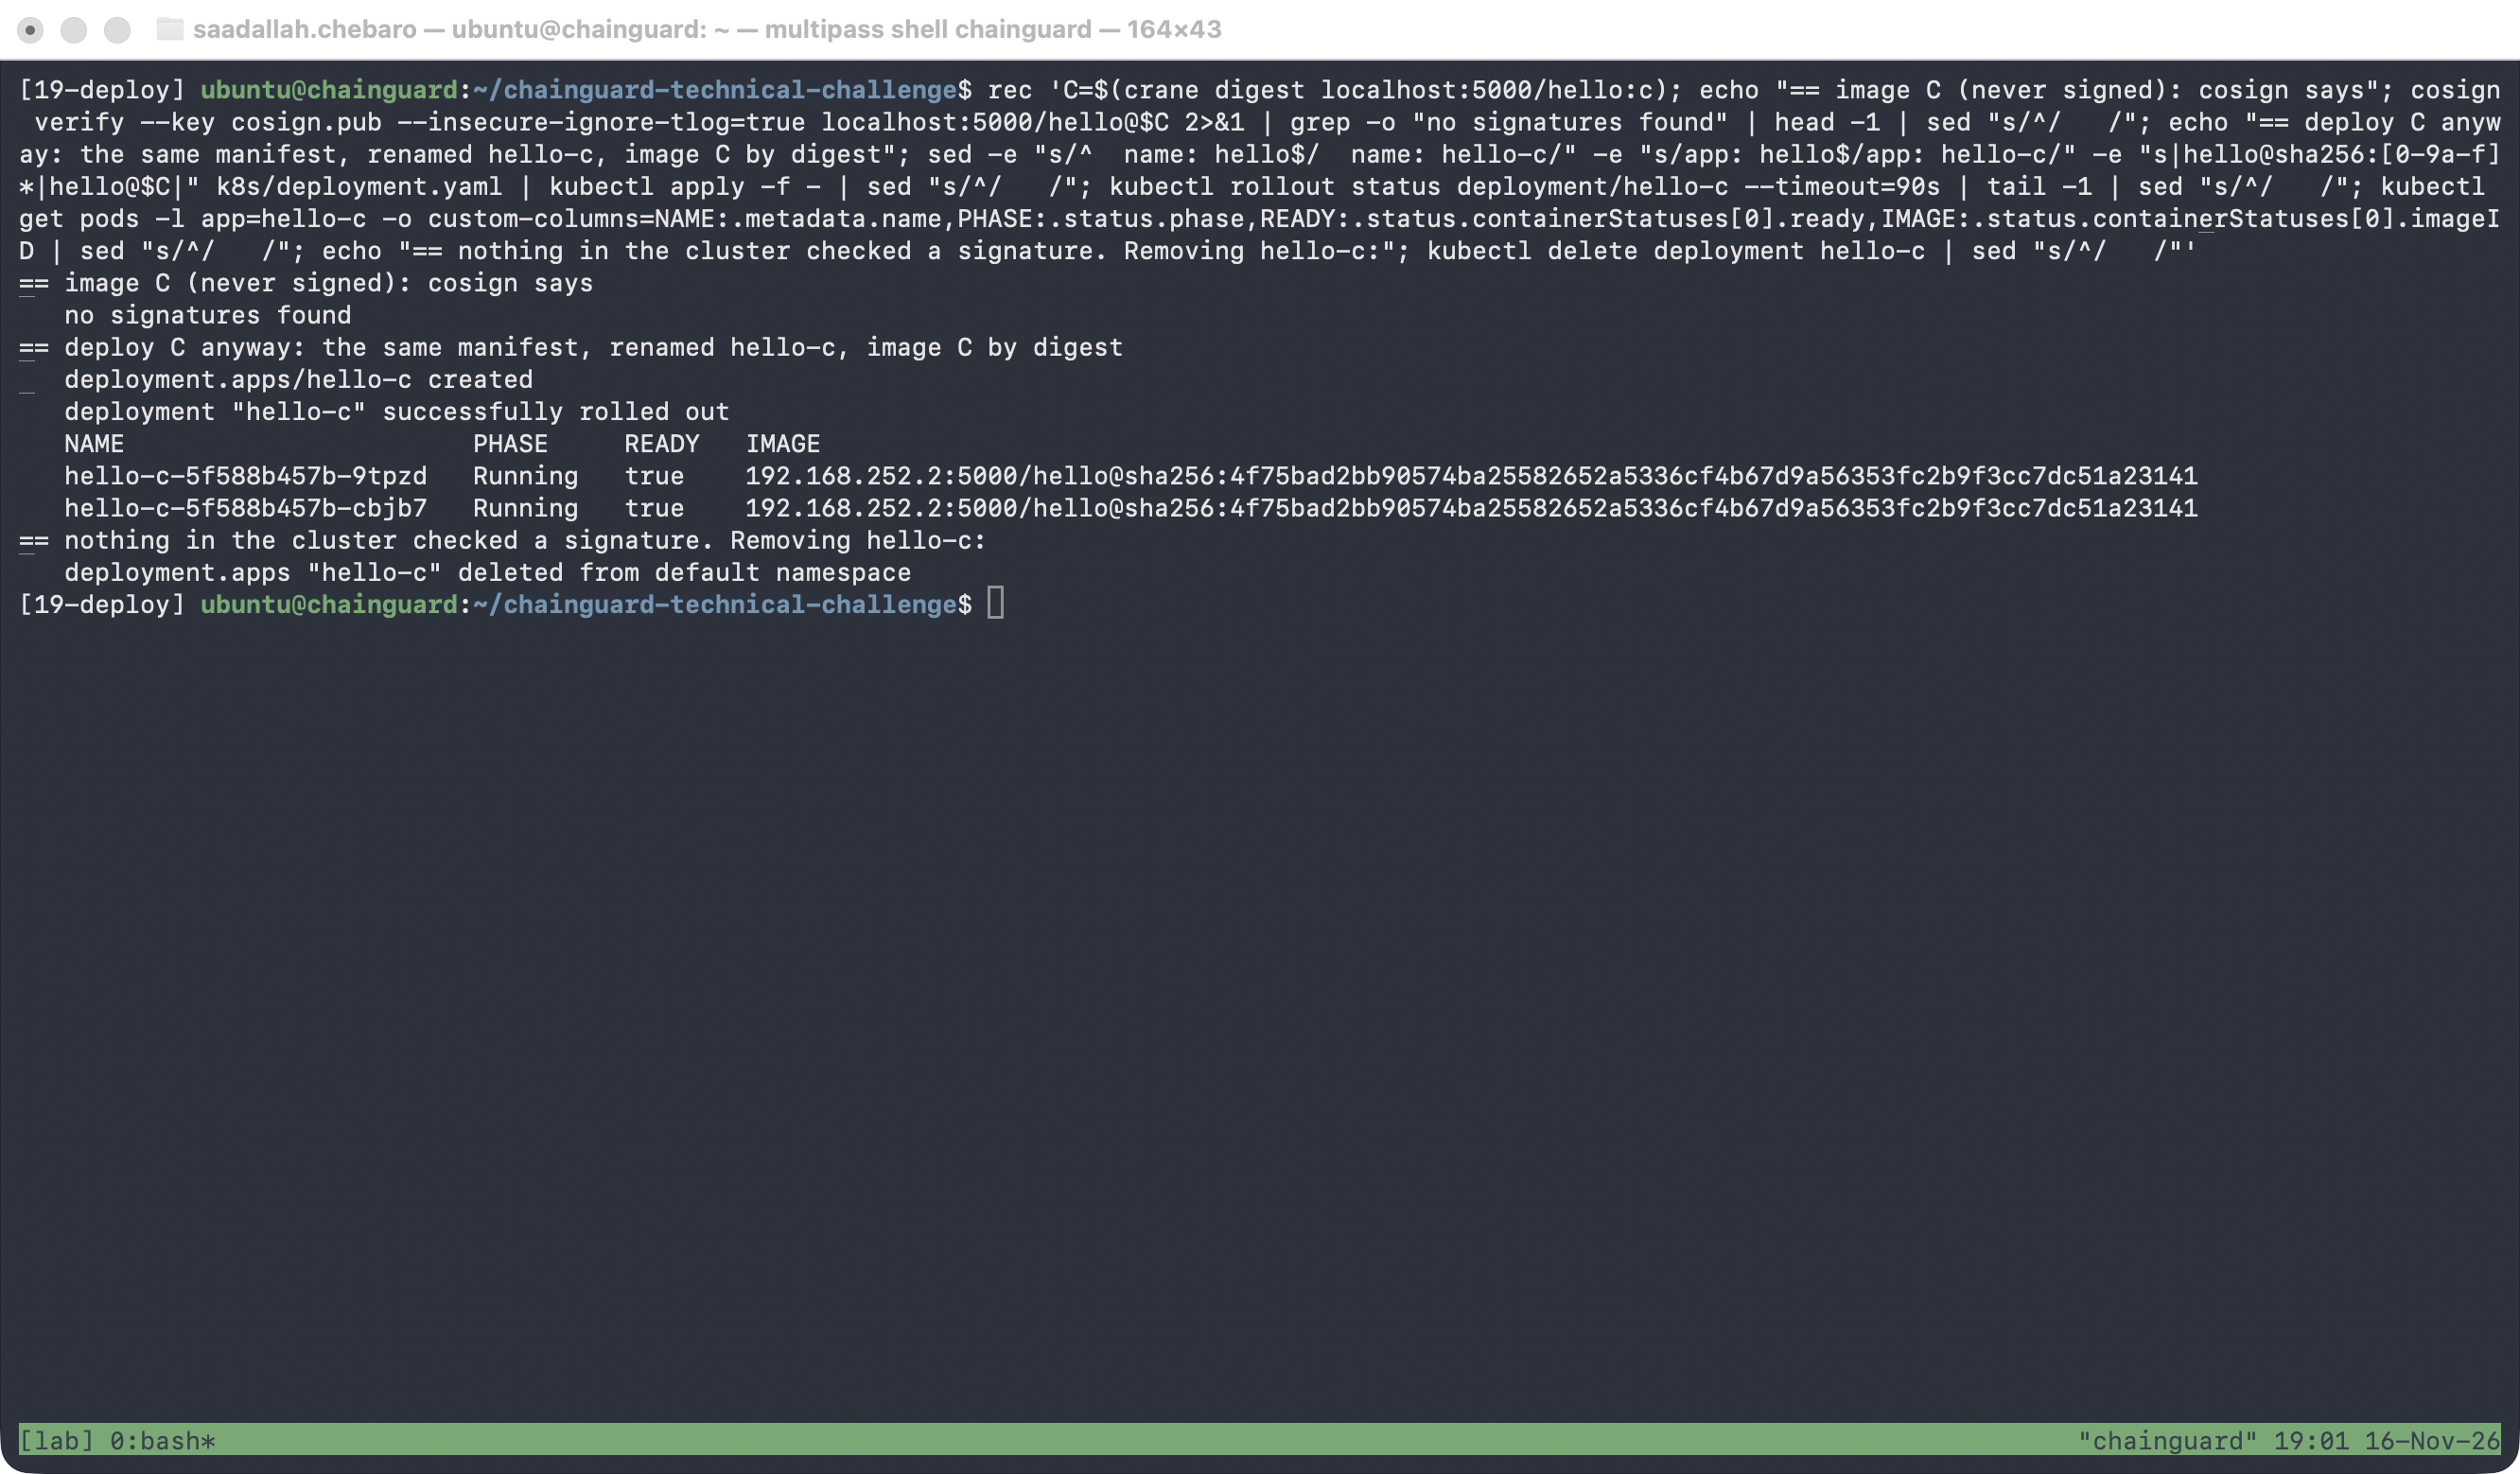 saadallah.chebaro — ubuntu@chainguard: ~ — multipass shell chainguard — 164×43
[19-deploy] ubuntu@chainguard:~/chainguard-technical-challenge$ rec 'C=$(crane digest localhost:5000/hello:c); echo "== image C (never signed): cosign says"; cosign
 verify --key cosign.pub --insecure-ignore-tlog=true localhost:5000/hello@$C 2>&1 | grep -o "no signatures found" | head -1 | sed "s/^/   /"; echo "== deploy C anyw
ay: the same manifest, renamed hello-c, image C by digest"; sed -e "s/^  name: hello$/  name: hello-c/" -e "s/app: hello$/app: hello-c/" -e "s|hello@sha256:[0-9a-f]
*|hello@$C|" k8s/deployment.yaml | kubectl apply -f - | sed "s/^/   /"; kubectl rollout status deployment/hello-c --timeout=90s | tail -1 | sed "s/^/   /"; kubectl
get pods -l app=hello-c -o custom-columns=NAME:.metadata.name,PHASE:.status.phase,READY:.status.containerStatuses[0].ready,IMAGE:.status.containerStatuses[0].imageI
D | sed "s/^/   /"; echo "== nothing in the cluster checked a signature. Removing hello-c:"; kubectl delete deployment hello-c | sed "s/^/   /"'
== image C (never signed): cosign says
   no signatures found
== deploy C anyway: the same manifest, renamed hello-c, image C by digest
   deployment.apps/hello-c created
   deployment "hello-c" successfully rolled out
   NAME                       PHASE     READY   IMAGE
   hello-c-5f588b457b-9tpzd   Running   true    192.168.252.2:5000/hello@sha256:4f75bad2bb90574ba25582652a5336cf4b67d9a56353fc2b9f3cc7dc51a23141
   hello-c-5f588b457b-cbjb7   Running   true    192.168.252.2:5000/hello@sha256:4f75bad2bb90574ba25582652a5336cf4b67d9a56353fc2b9f3cc7dc51a23141
== nothing in the cluster checked a signature. Removing hello-c:
   deployment.apps "hello-c" deleted from default namespace
[19-deploy] ubuntu@chainguard:~/chainguard-technical-challenge$
[lab] 0:bash* "chainguard" 19:01 16-Nov-26